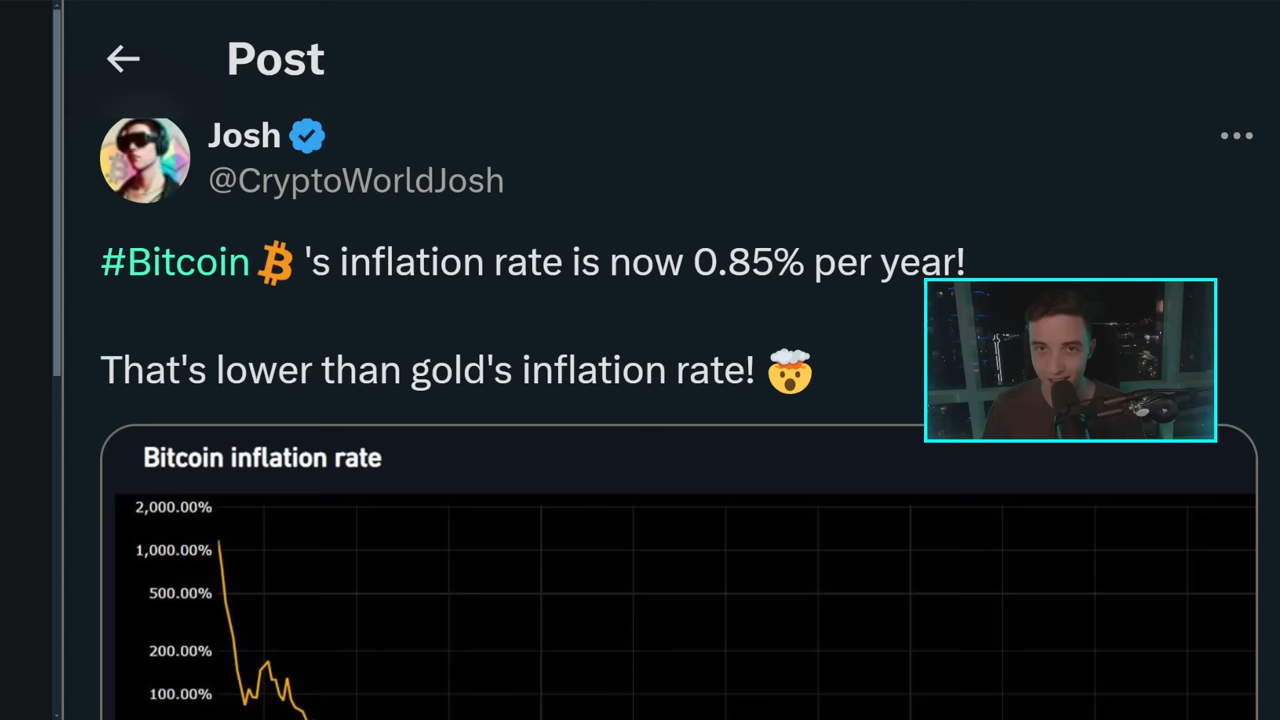 Post
Josh
@CryptoWorldJosh
#Bitcoin 's inflation rate is now 0.85% per year!
That's lower than gold's inflation rate! 🤯
Bitcoin inflation rate
2,000.00%
1,000.00%
500.00%
200.00%
100.00%